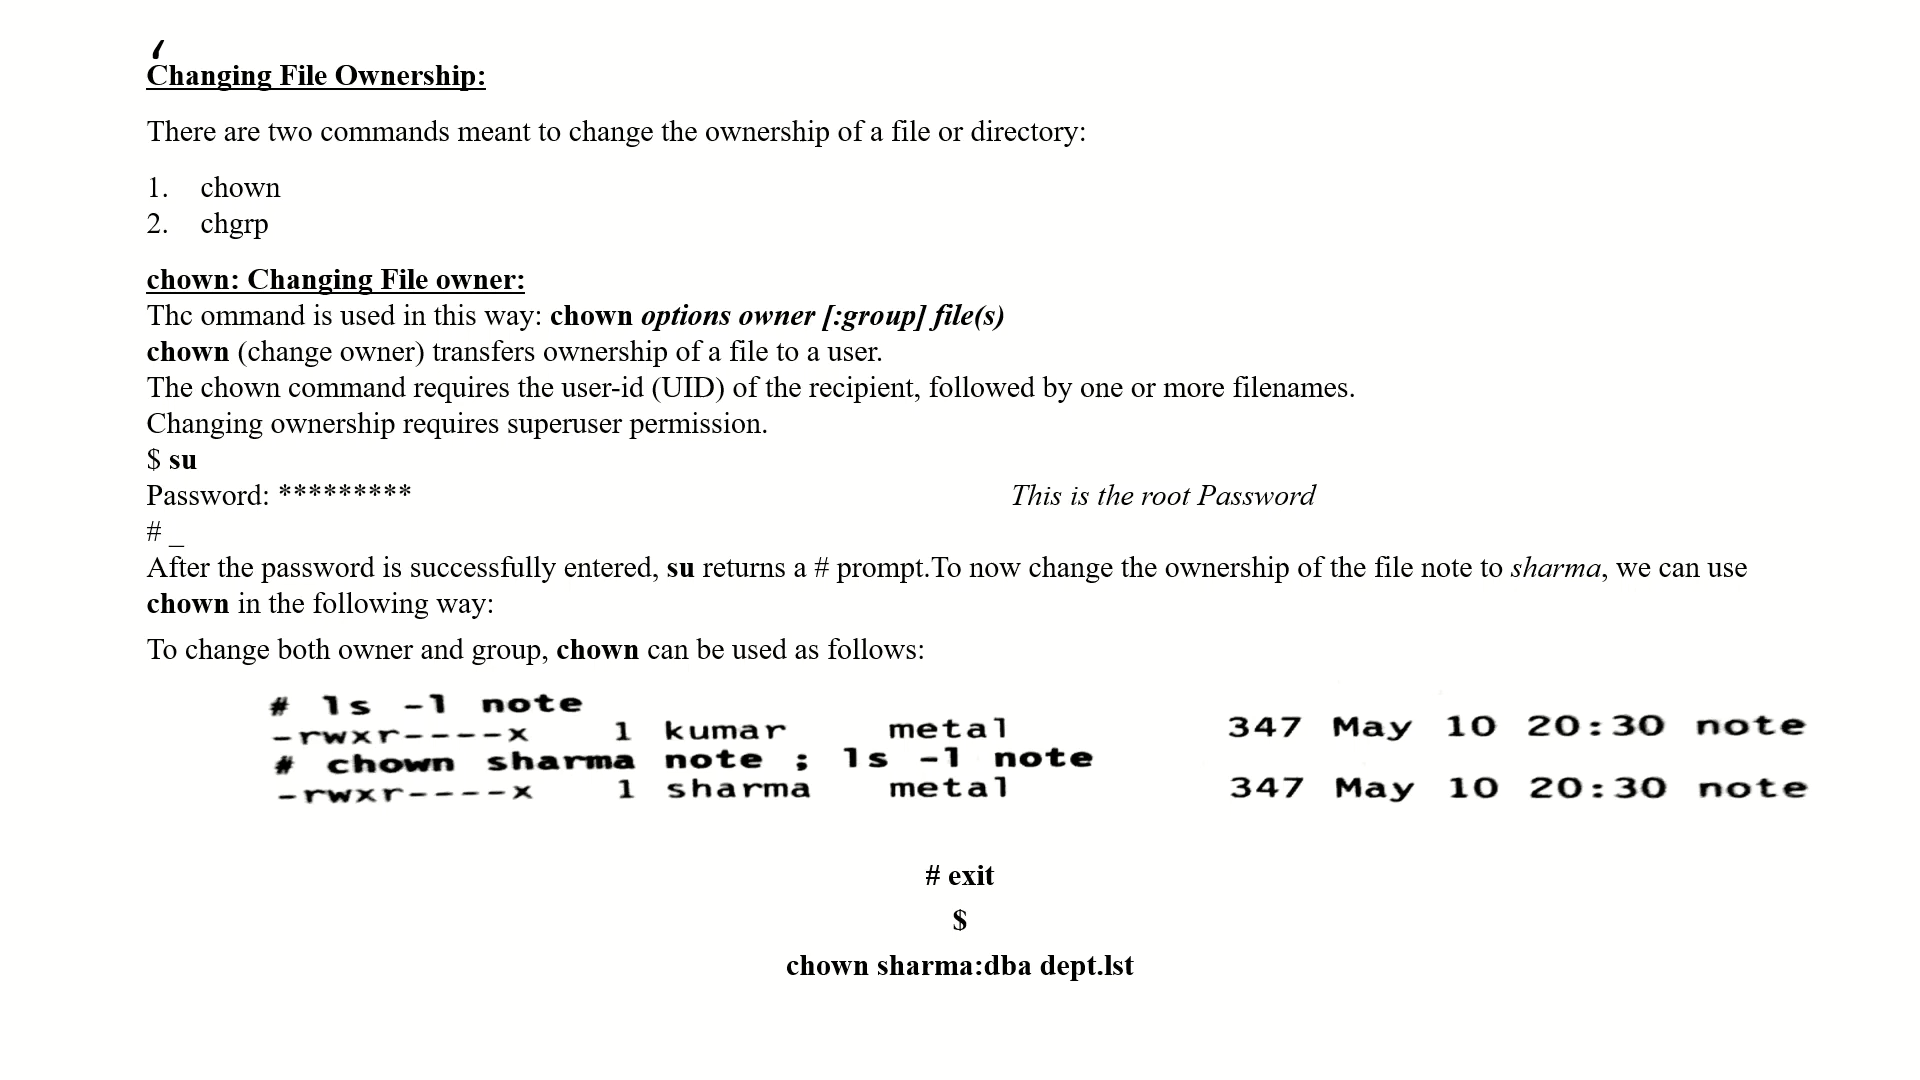 Changing File Ownership:
There are two commands meant to change the ownership of a file or directory:
1. chown
2. chgrp
chown: Changing File owner:
Thc ommand is used in this way: chown options owner [:group] file(s)
chown (change owner) transfers ownership of a file to a user.
The chown command requires the user-id (UID) of the recipient, followed by one or more filenames.
Changing ownership requires superuser permission.
$ su
Password: ********* This is the root Password
# _
After the password is successfully entered, su returns a # prompt.To now change the ownership of the file note to sharma, we can use
chown in the following way:
To change both owner and group, chown can be used as follows:
# ls -l note
-rwxr----x 1 kumar metal 347 May 10 20:30 note
# chown sharma note ; ls -l note
-rwxr----x 1 sharma metal 347 May 10 20:30 note
# exit
$
chown sharma:dba dept.lst